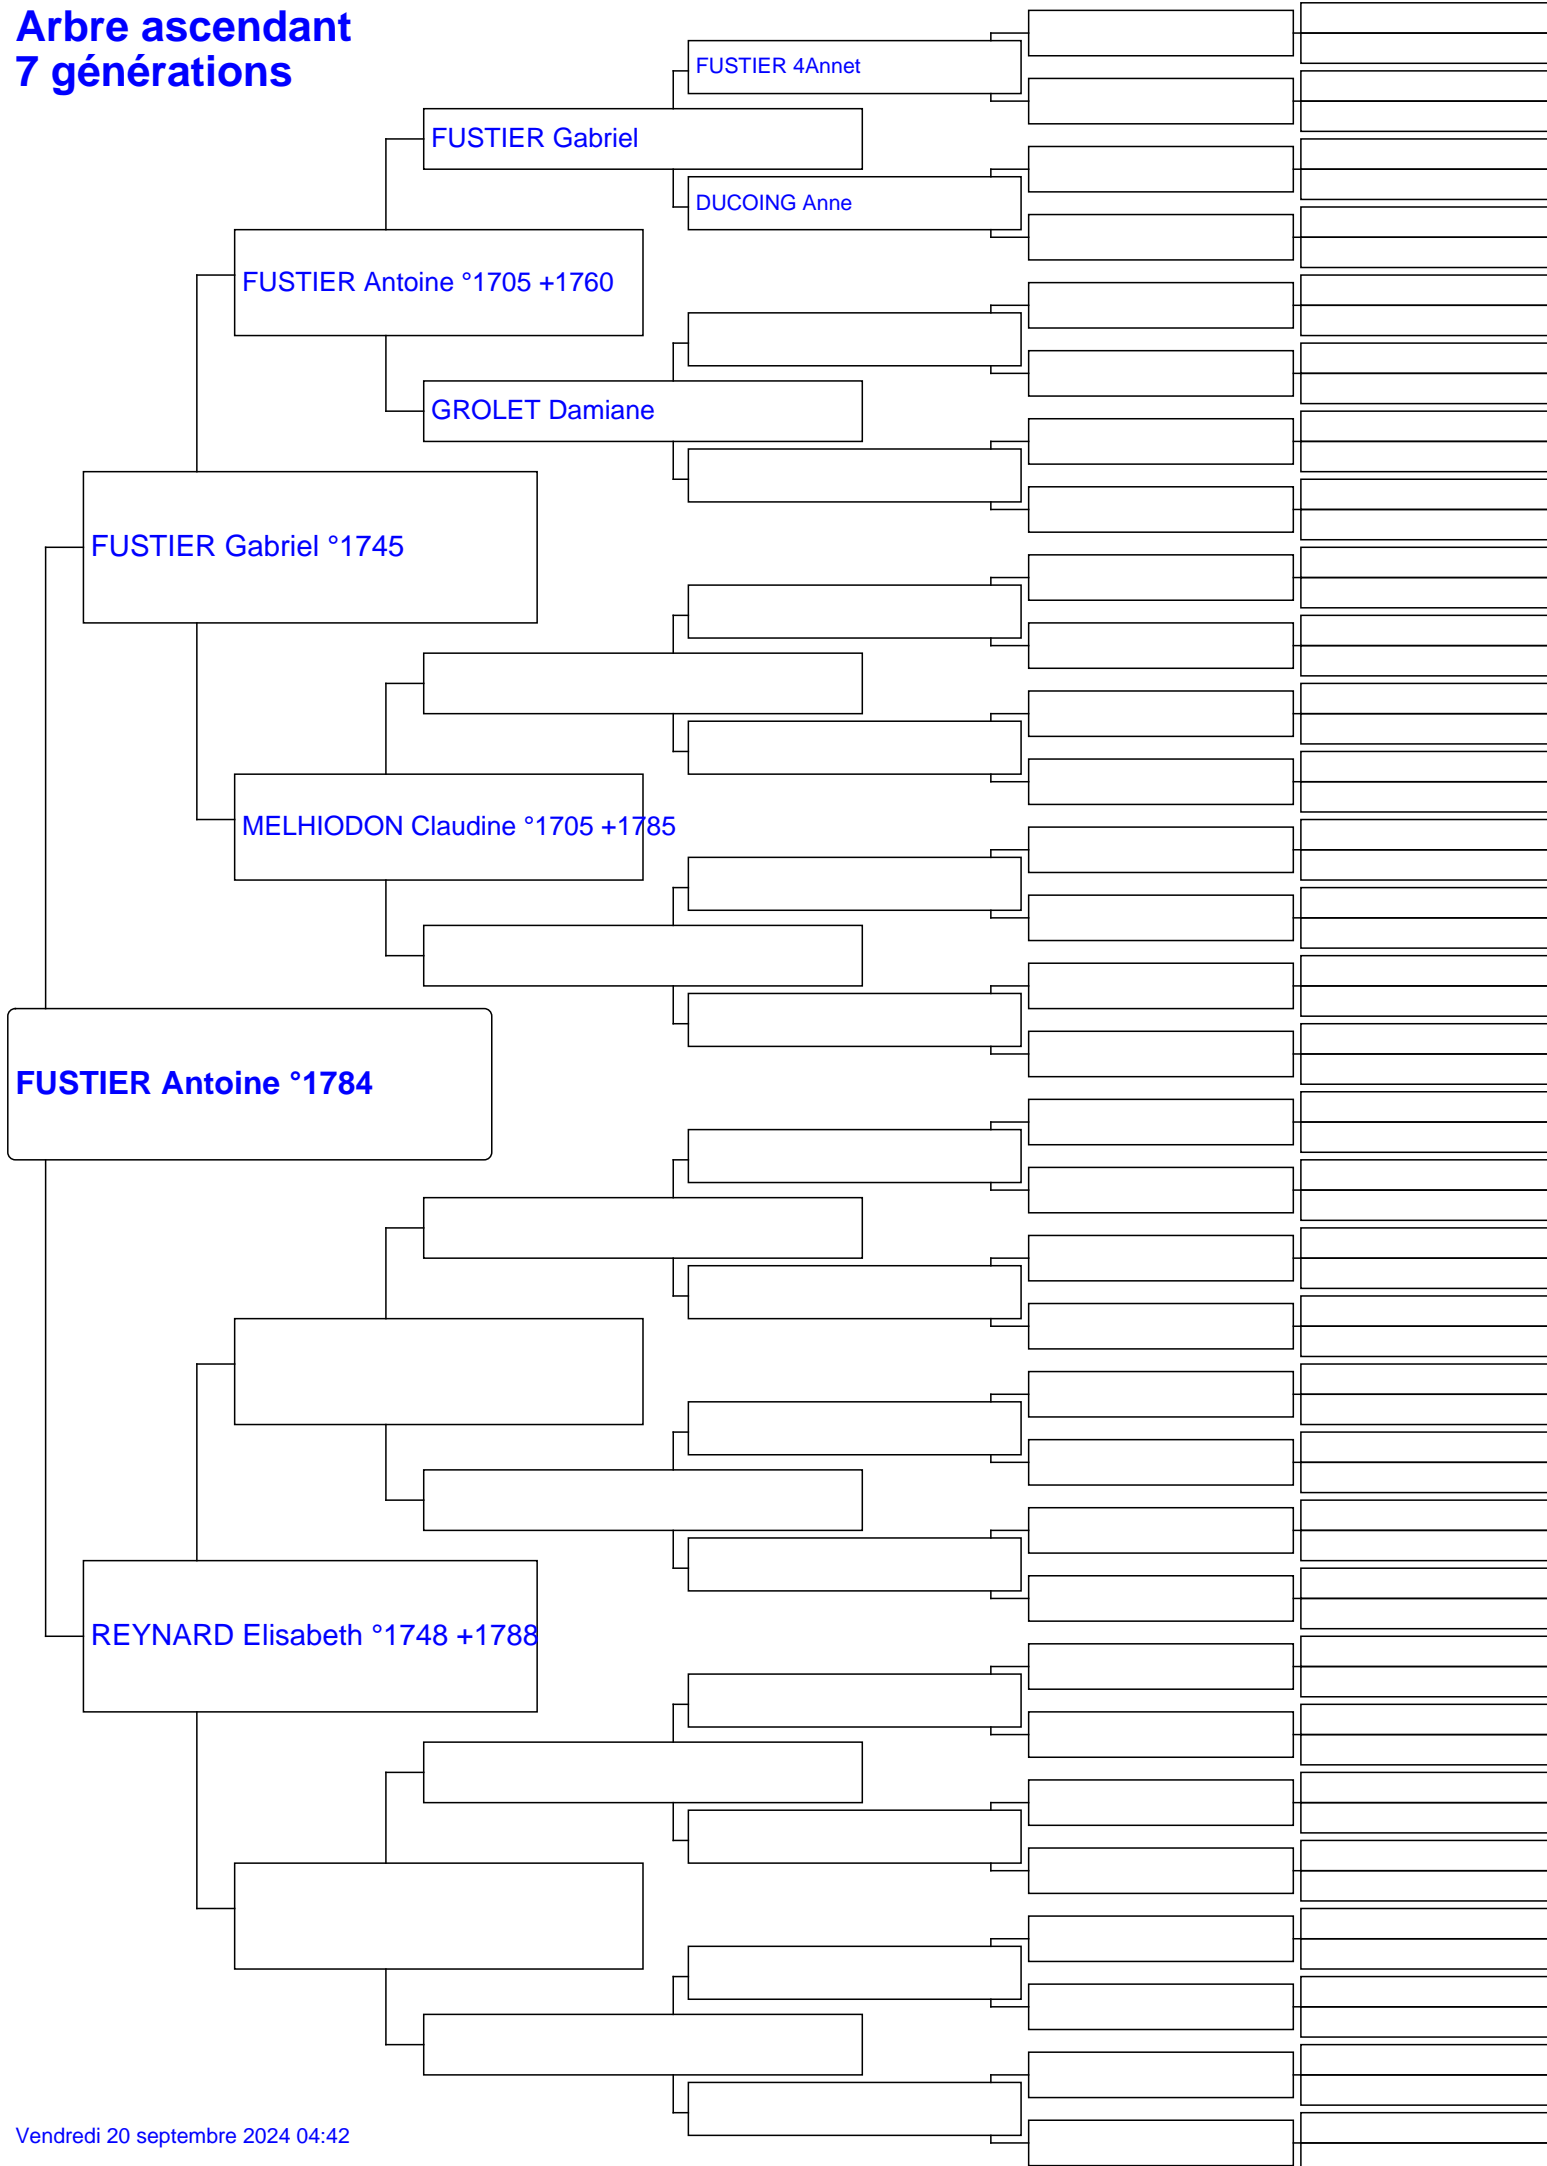 Arbre ascendant
7 générations
FUSTIER 4Annet
FUSTIER Gabriel
DUCOING Anne
FUSTIER Antoine °1705 +1760
GROLET Damiane
FUSTIER Gabriel °1745
MELHIODON Claudine °1705 +1785
FUSTIER Antoine °1784
REYNARD Elisabeth °1748 +1788
Vendredi 20 septembre 2024 04:42